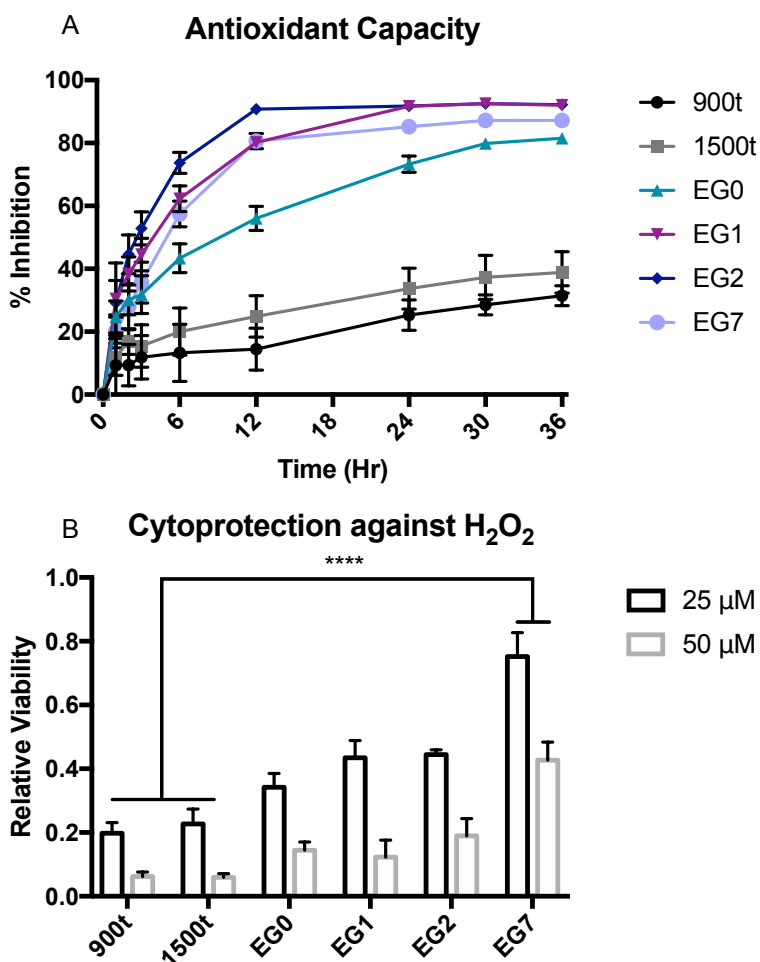 A
Antioxidant Capacity
100
80
60
40
20
0
% Inhibition
0
6
12
18
24
30
36
Time (Hr)
900t
1500t
EG0
EG1
EG2
EG7
B
Cytoprotection against H₂O₂
****
1.0
0.8
0.6
0.4
0.2
0.0
Relative Viability
900t
1500t
EG0
EG1
EG2
EG7
25 µM
50 µM